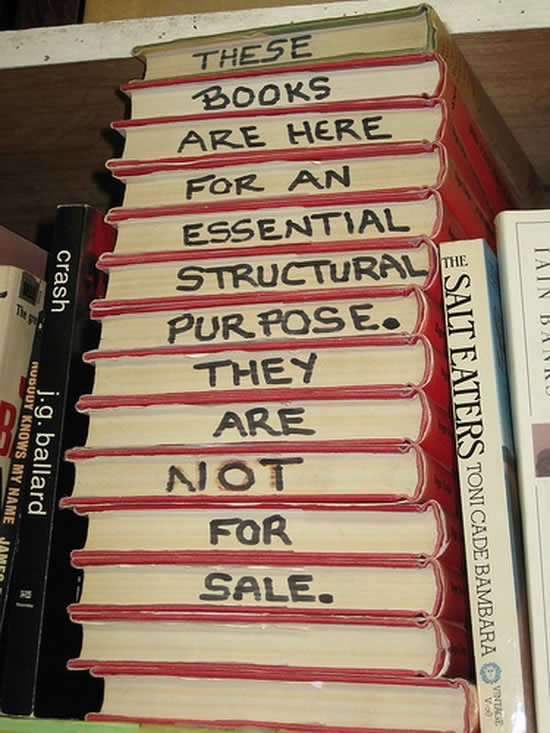 THESE
BOOKS
ARE HERE
FOR AN
ESSENTIAL
STRUCTURAL
PURPOSE.
THEY
ARE
NOT
FOR
SALE.
NOBODY KNOWS MY NAME
crash
j.g. ballard
THE SALT EATERS TONI CADE BAMBARA
VINTAGE
IAIN